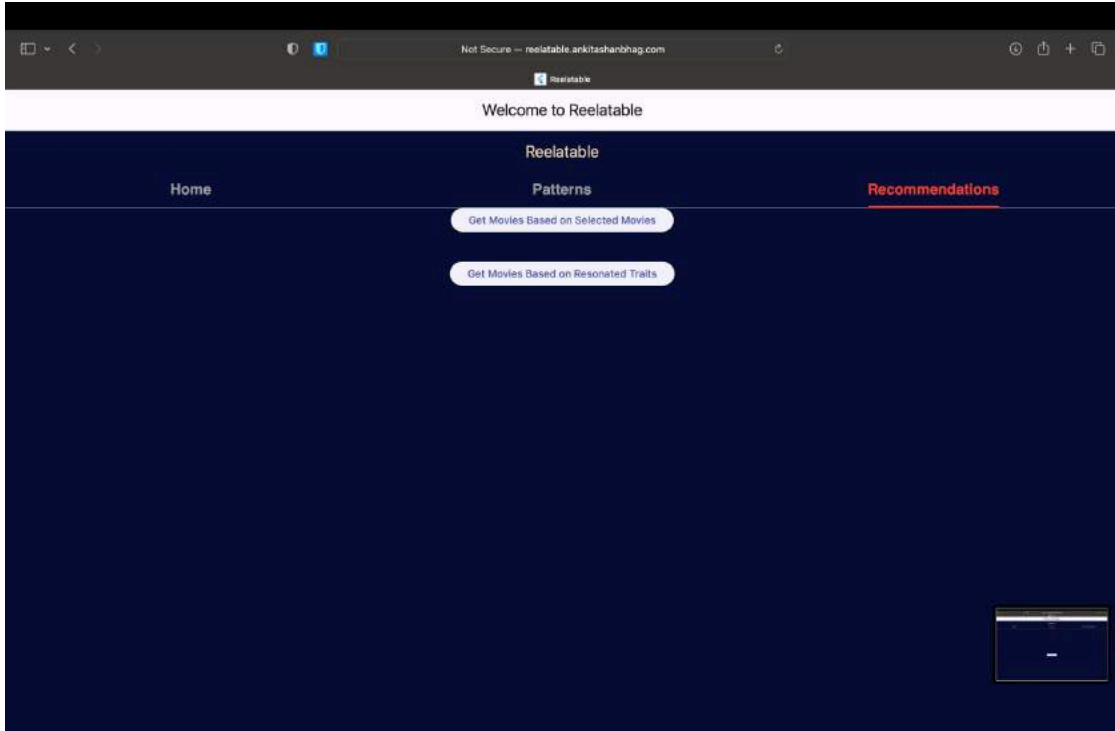 Not Secure — reelatable.ankitashanbhag.com
Reelatable
Welcome to Reelatable
Reelatable
Home Patterns Recommendations
Get Movies Based on Selected Movies
Get Movies Based on Resonated Traits